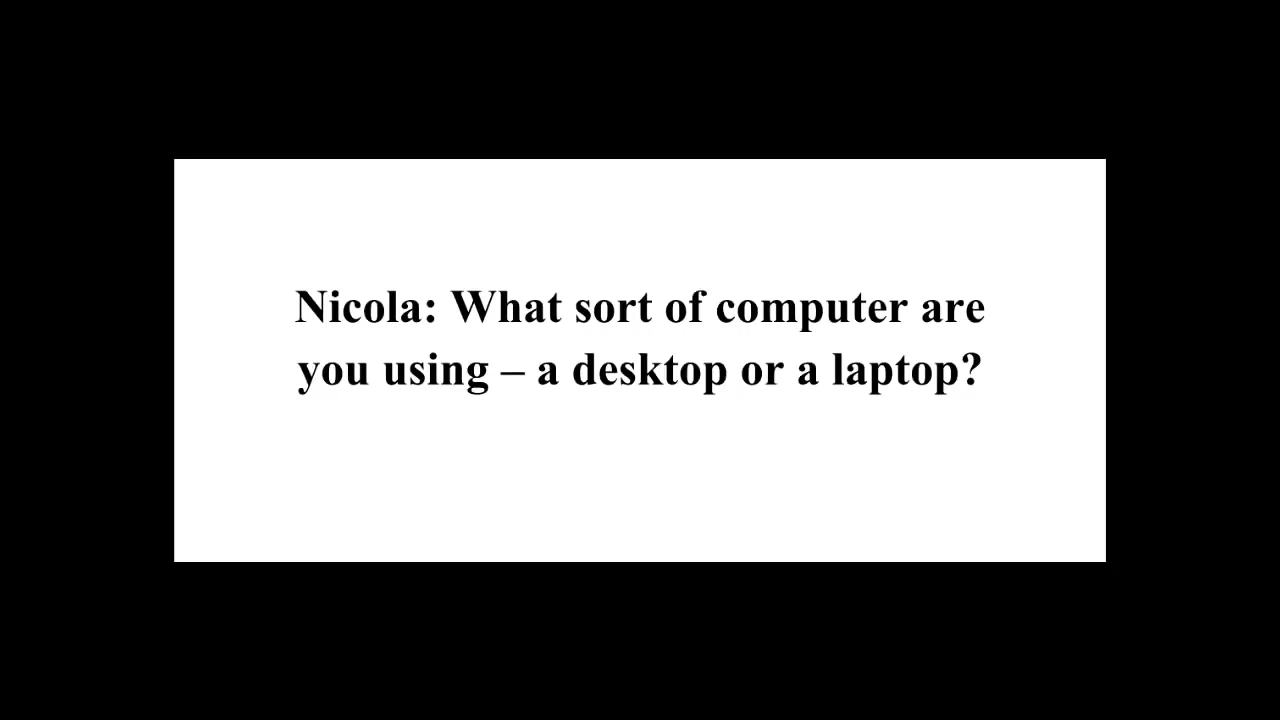 Nicola: What sort of computer are
you using – a desktop or a laptop?